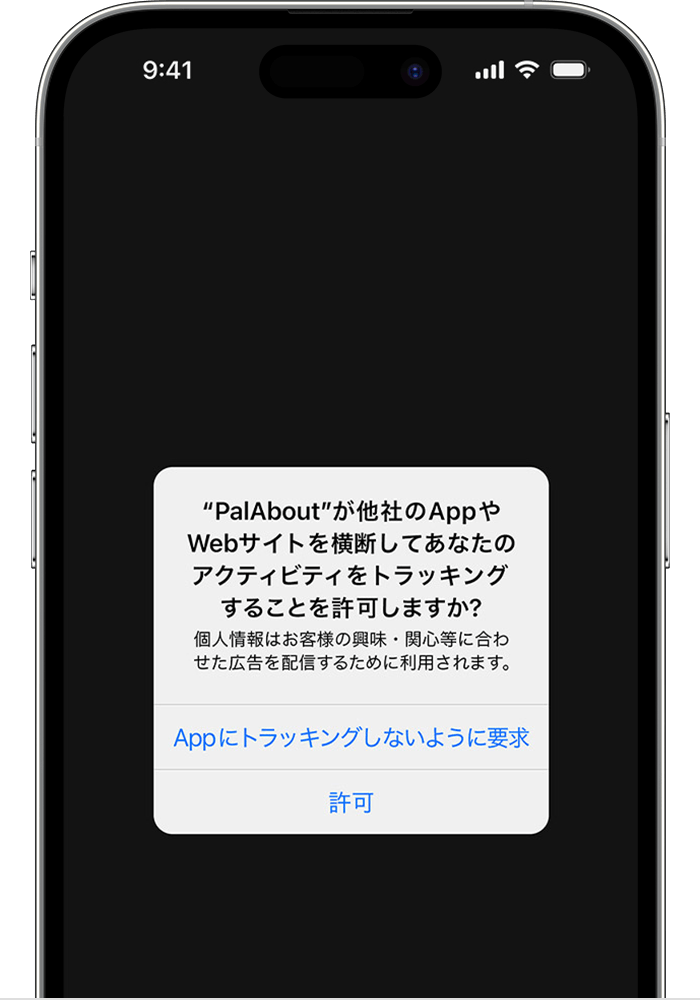 9:41
“PalAbout”が他社のAppや
Webサイトを横断してあなたの
アクティビティをトラッキング
することを許可しますか?
個人情報はお客様の興味・関心等に合わ
せた広告を配信するために利用されます。
Appにトラッキングしないように要求
許可